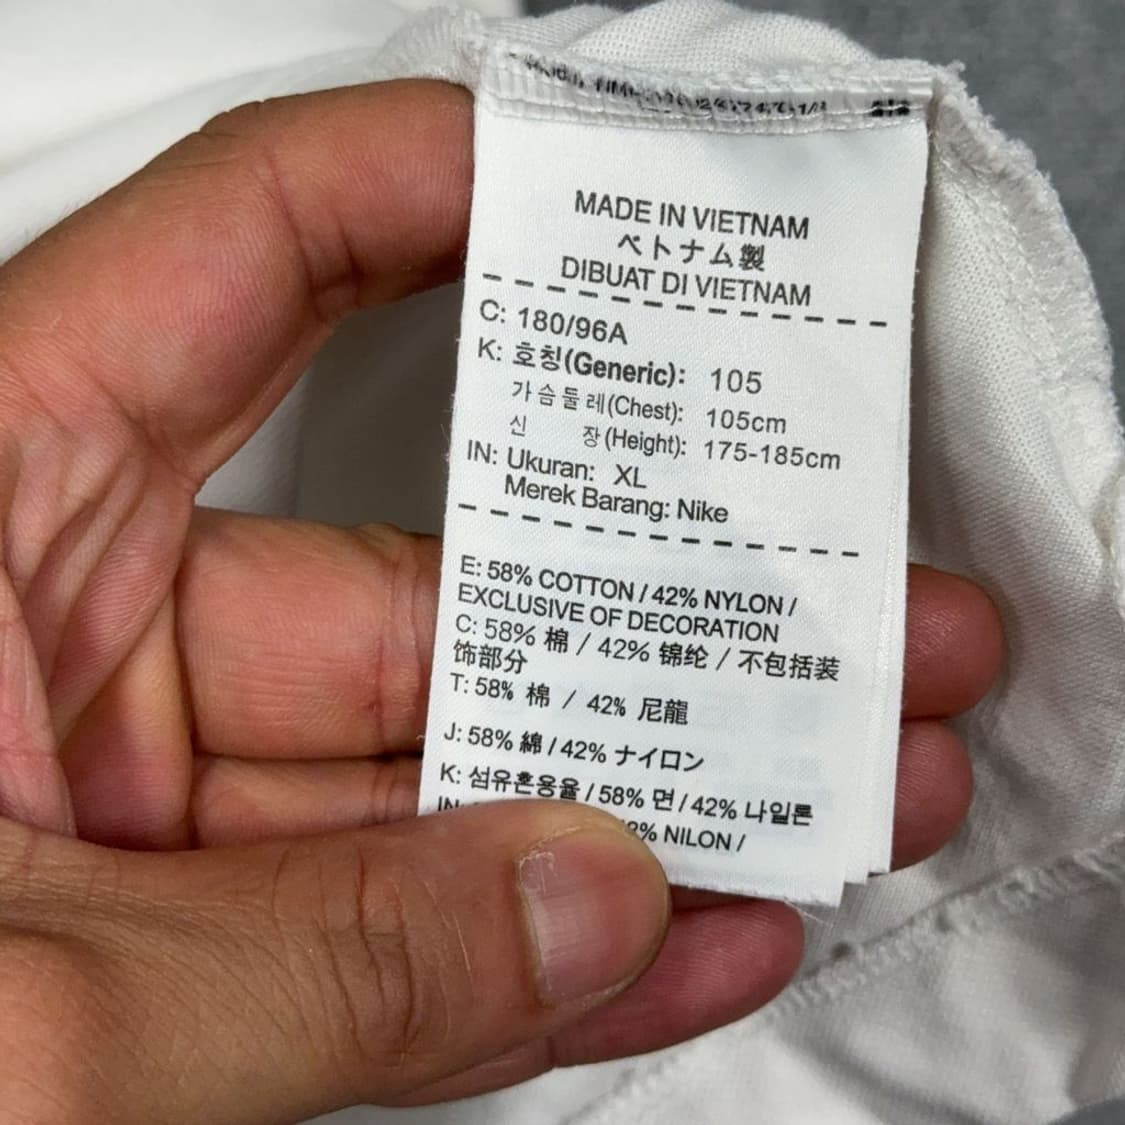 MADE IN VIETNAM
ベトナム製
DIBUAT DI VIETNAM
C: 180/96A
K: 호칭(Generic): 105
가슴둘레(Chest): 105cm
신 장(Height): 175-185cm
IN: Ukuran: XL
Merek Barang: Nike
E: 58% COTTON / 42% NYLON /
EXCLUSIVE OF DECORATION
C: 58% 棉 / 42% 锦纶 / 不包括装
饰部分
T: 58% 棉 / 42% 尼龍
J: 58% 綿 / 42% ナイロン
K: 섬유혼용율 / 58% 면 / 42% 나일론
IN: NILON /